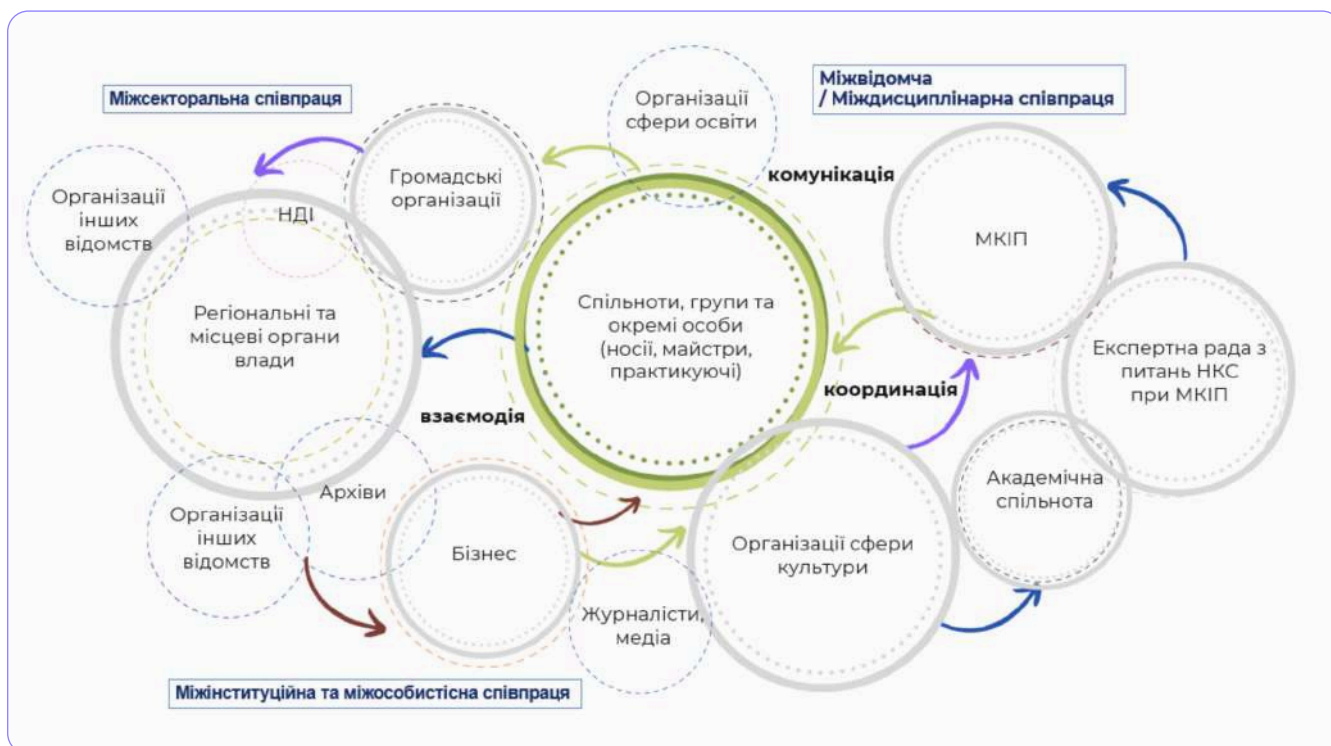 Міжсекторальна співпраця
Організації
сфери освіти
Міжвідомча
/ Міждисциплінарна співпраця
комунікація
Громадські
організації
Організації
інших
відомств
НДІ
МКІП
Регіональні та
місцеві органи
влади
Спільноти, групи та
окремі особи
(носії, майстри,
практикуючі)
Експертна рада з
питань НКС
при МКІП
координація
взаємодія
Архіви
Академічна
спільнота
Організації
інших
відомств
Бізнес
Організації сфери
культури
Журналісти,
медіа
Міжінституційна та міжособистісна співпраця